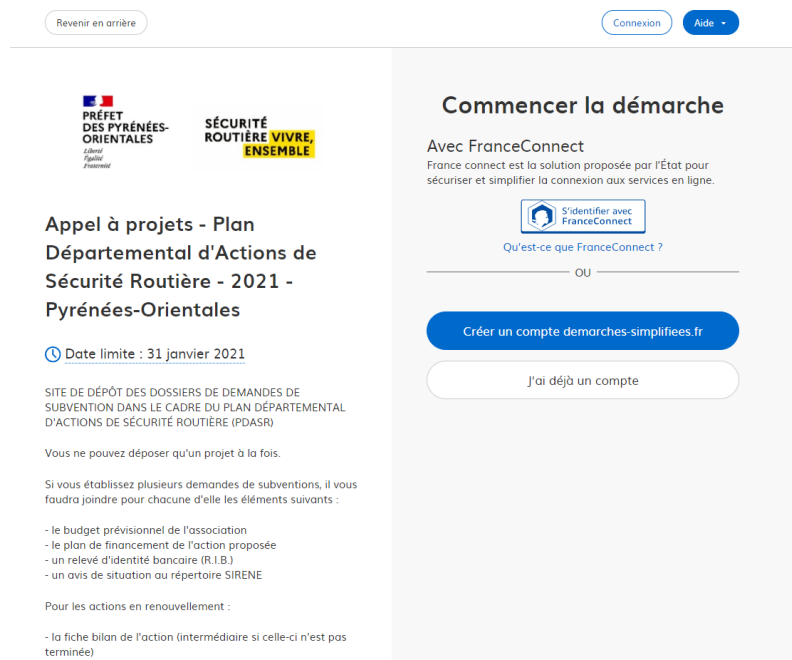 Revenir en arrière
Connexion
Aide
PRÉFET
DES PYRÉNÉES-
ORIENTALES
Liberté
Égalité
Fraternité
SÉCURITÉ
ROUTIÈRE VIVRE,
ENSEMBLE
Appel à projets - Plan
Départemental d'Actions de
Sécurité Routière - 2021 -
Pyrénées-Orientales
Date limite : 31 janvier 2021
SITE DE DÉPÔT DES DOSSIERS DE DEMANDES DE
SUBVENTION DANS LE CADRE DU PLAN DÉPARTEMENTAL
D'ACTIONS DE SÉCURITÉ ROUTIÈRE (PDASR)
Vous ne pouvez déposer qu'un projet à la fois.
Si vous établissez plusieurs demandes de subventions, il vous
faudra joindre pour chacune d'elle les éléments suivants :
- le budget prévisionnel de l'association
- le plan de financement de l'action proposée
- un relevé d'identité bancaire (R.I.B.)
- un avis de situation au répertoire SIRENE
Pour les actions en renouvellement :
- la fiche bilan de l'action (intermédiaire si celle-ci n'est pas
terminée)
Commencer la démarche
Avec FranceConnect
France connect est la solution proposée par l'État pour
sécuriser et simplifier la connexion aux services en ligne.
S'identifier avec
FranceConnect
Qu'est-ce que FranceConnect ?
OU
Créer un compte demarches-simplifiees.fr
J'ai déjà un compte